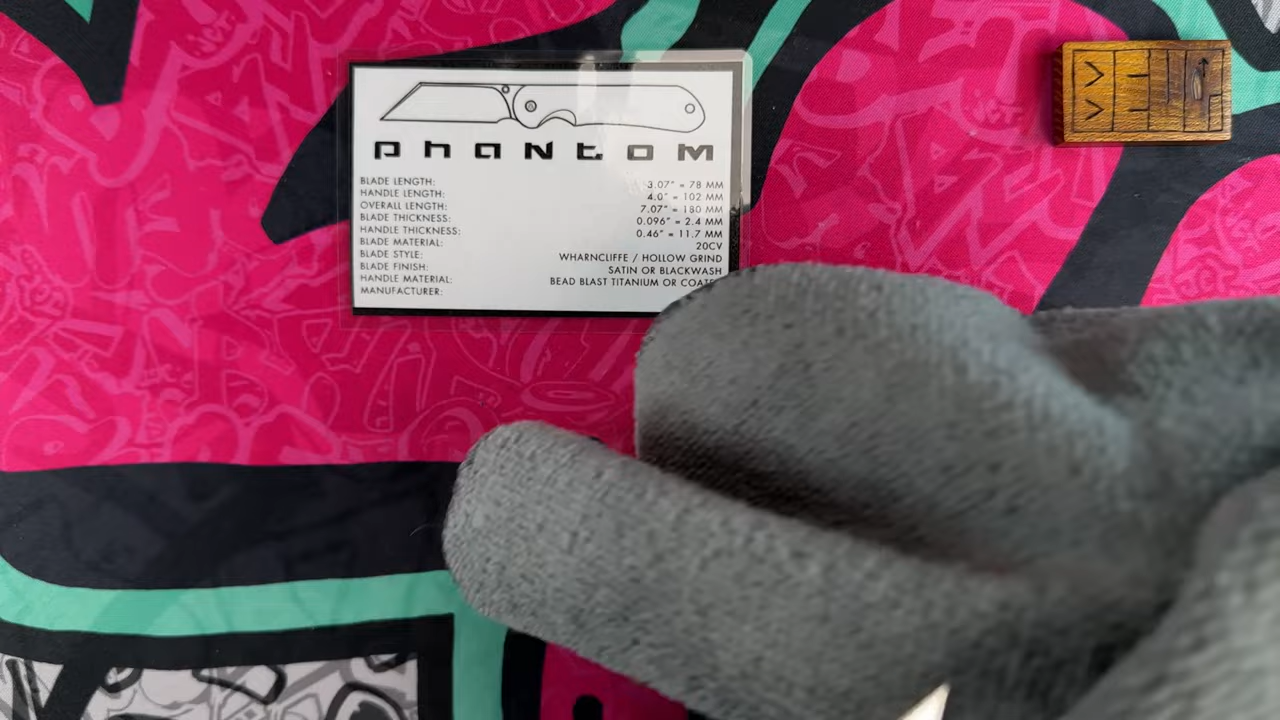 PHANTOM
BLADE LENGTH: 3.07" = 78 MM
HANDLE LENGTH: 4.0" = 102 MM
OVERALL LENGTH: 7.07" = 180 MM
BLADE THICKNESS: 0.096" = 2.4 MM
HANDLE THICKNESS: 0.46" = 11.7 MM
BLADE MATERIAL: 20CV
BLADE STYLE: WHARNCLIFFE / HOLLOW GRIND
BLADE FINISH: SATIN OR BLACKWASH
HANDLE MATERIAL: BEAD BLAST TITANIUM OR
MANUFACTURER: